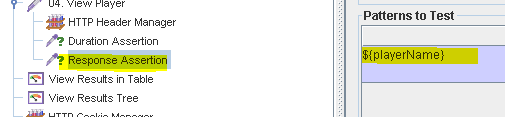 04. View Player
HTTP Header Manager
Duration Assertion
Response Assertion
View Results in Table
View Results Tree
HTTP Cookie Manager
Patterns to Test
${playerName}